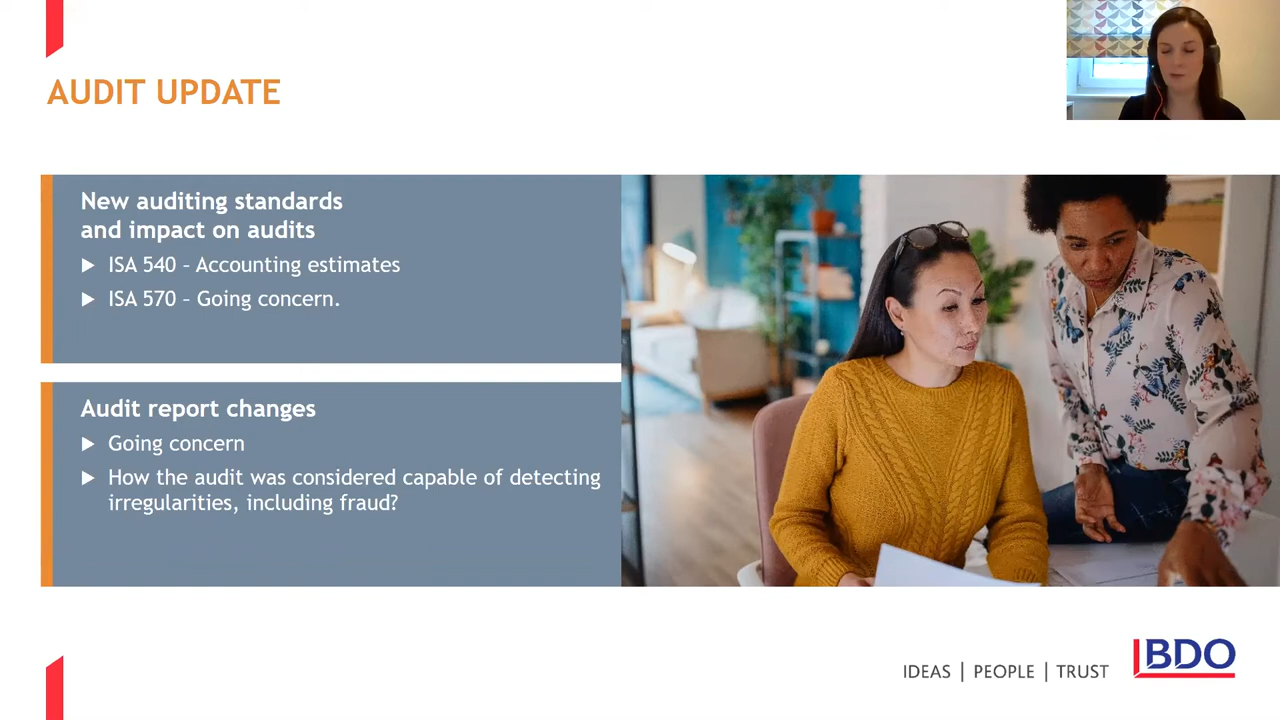 AUDIT UPDATE
New auditing standards
and impact on audits
ISA 540 – Accounting estimates
ISA 570 – Going concern.
Audit report changes
Going concern
How the audit was considered capable of detecting
irregularities, including fraud?
IDEAS | PEOPLE | TRUST
BDO